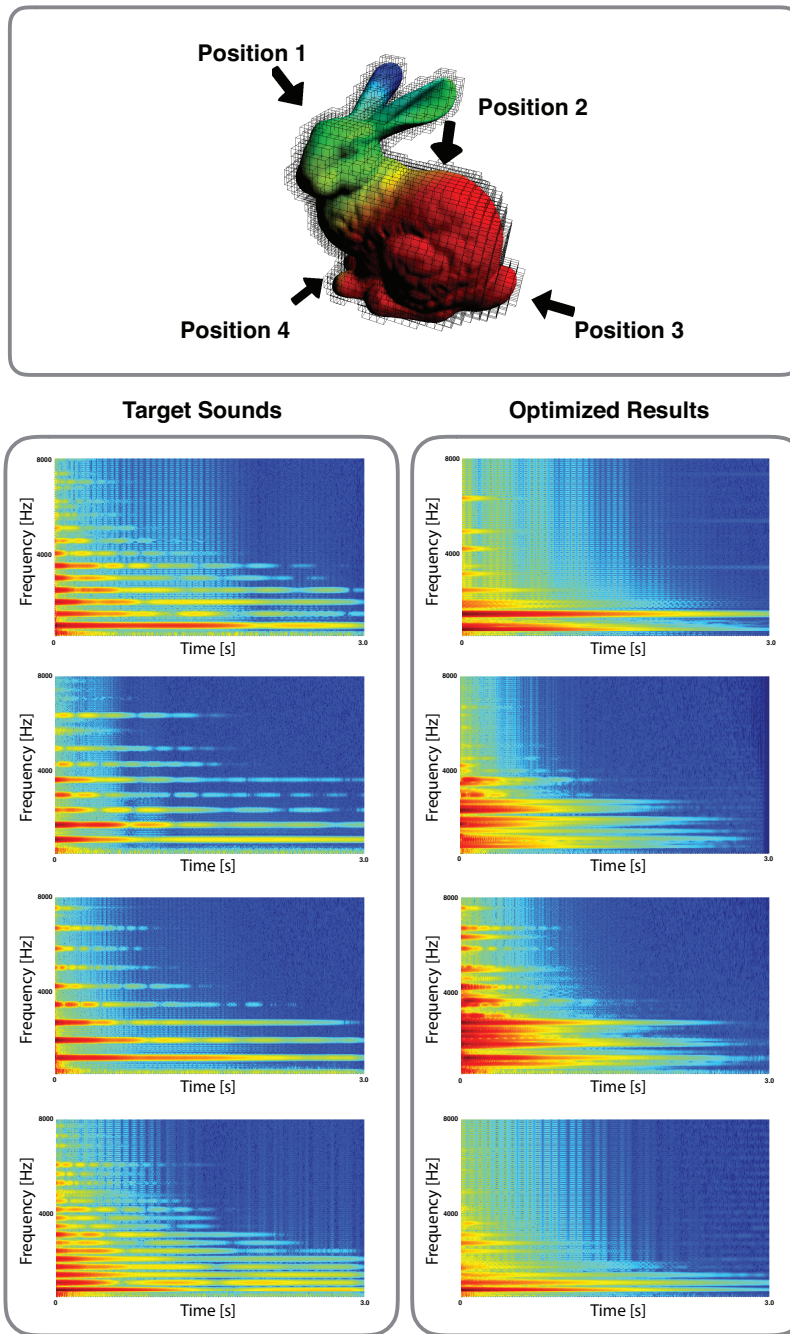 Position 1
Position 2
Position 4
Position 3
Target Sounds
Optimized Results
8000
4000
Frequency [Hz]
0
Time [s]
3.0
8000
4000
Frequency [Hz]
0
Time [s]
3.0
8000
4000
Frequency [Hz]
0
Time [s]
3.0
8000
4000
Frequency [Hz]
0
Time [s]
3.0
8000
4000
Frequency [Hz]
0
Time [s]
3.0
8000
4000
Frequency [Hz]
0
Time [s]
3.0
8000
4000
Frequency [Hz]
0
Time [s]
3.0
8000
4000
Frequency [Hz]
0
Time [s]
3.0